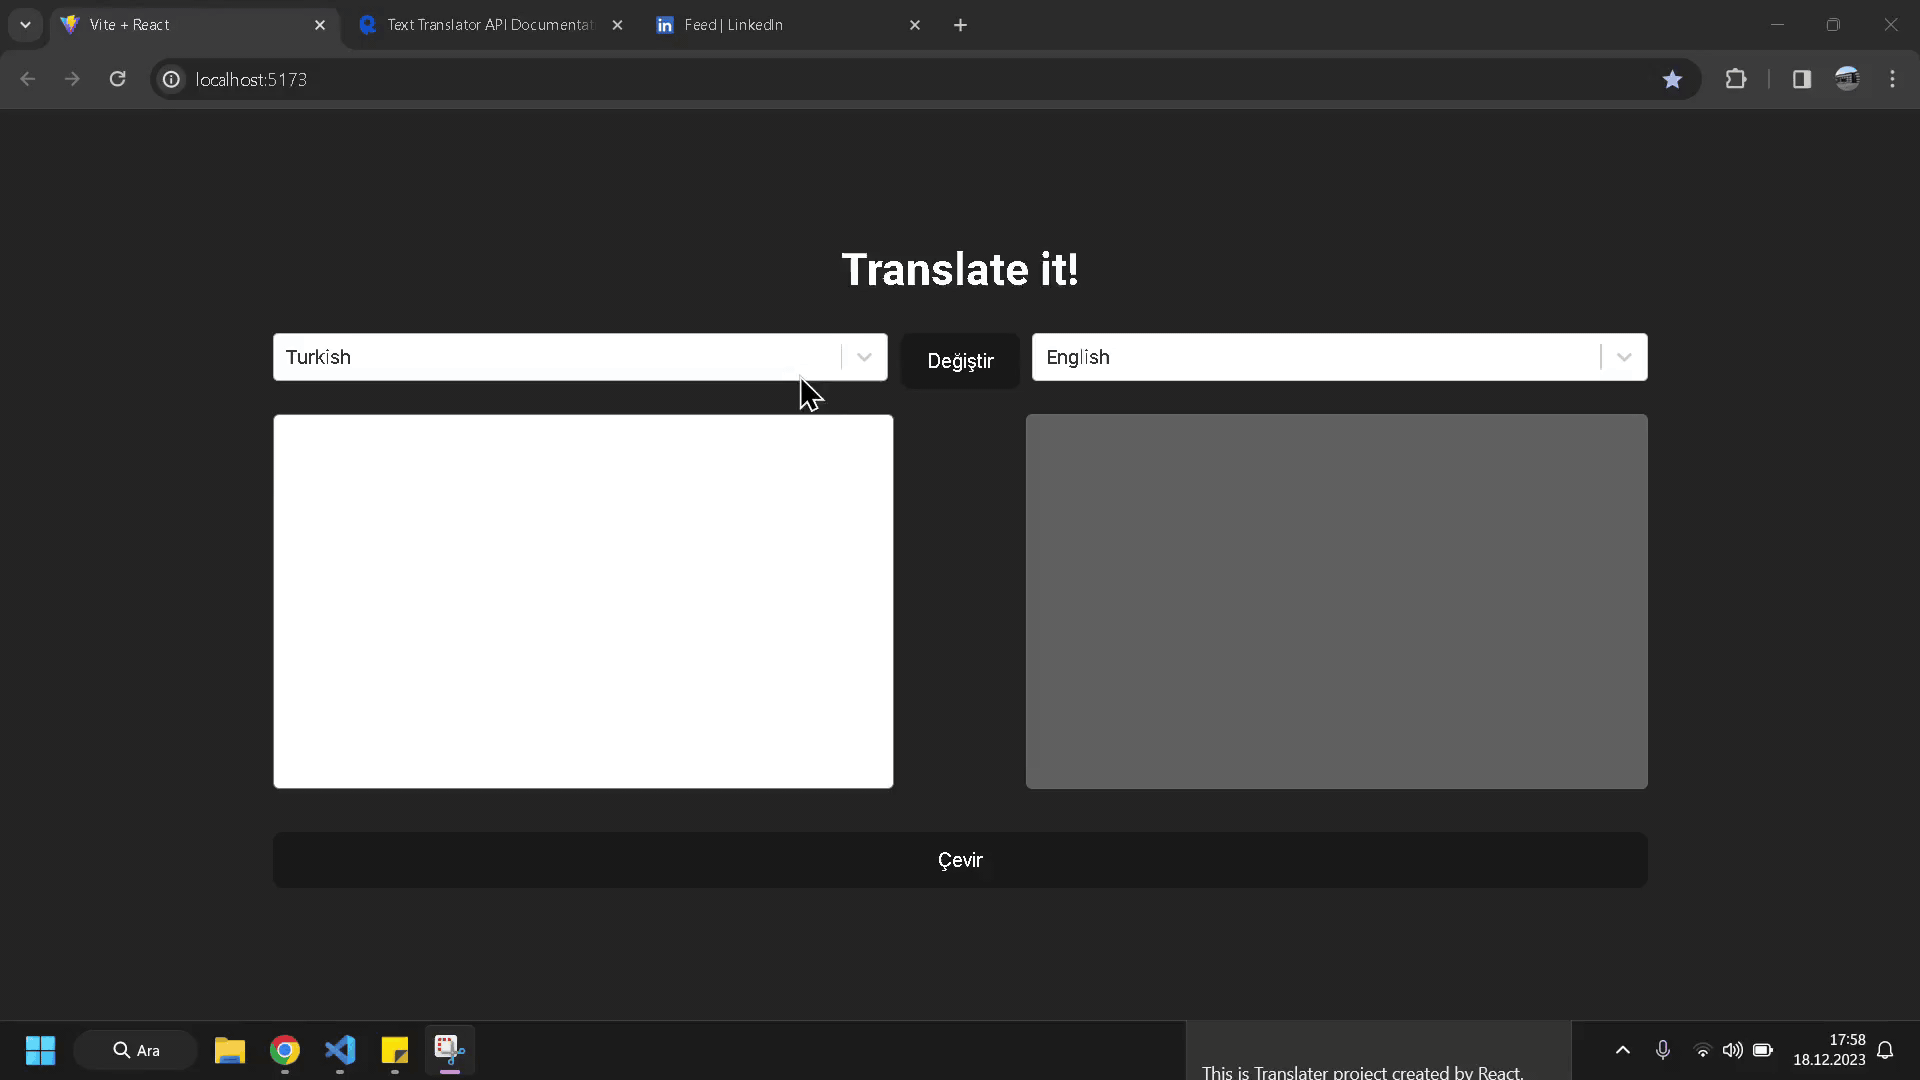 Vite + React
Text Translator API Documentat
Feed | LinkedIn
localhost:5173
Translate it!
Turkish
Değiştir
English
Çevir
Ara
This is Translater project created by React.
17:58
18.12.2023